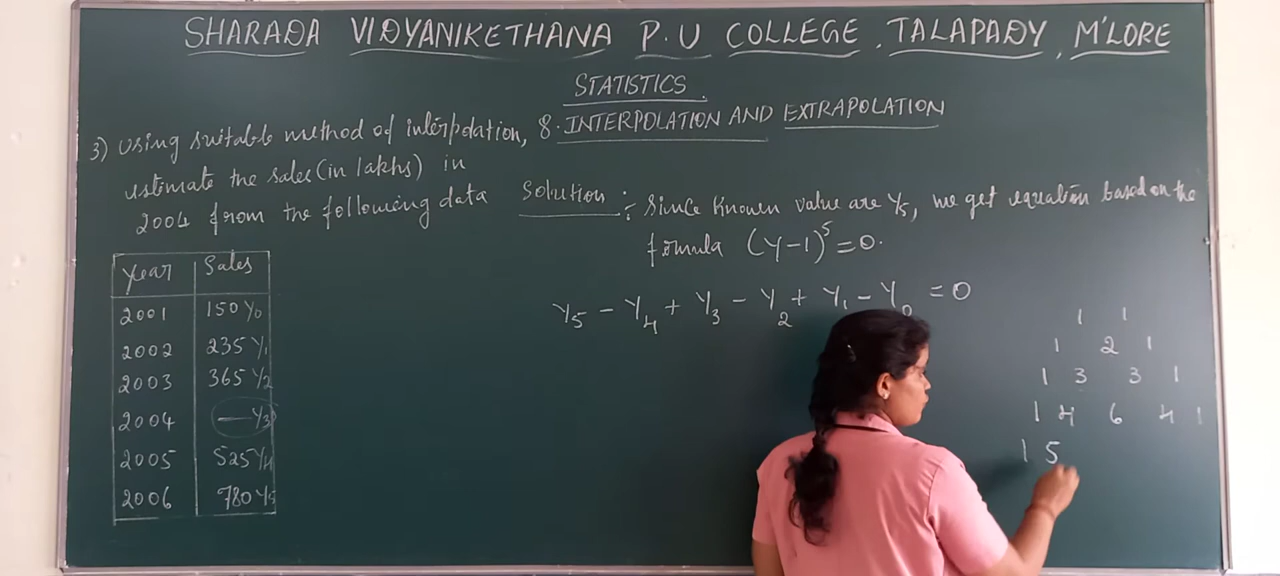 SHARADA VIDYANIKETHANA P.U COLLEGE, TALAPADY, M'LORE
STATISTICS.
8. INTERPOLATION AND EXTRAPOLATION
3) Using suitable method of interpolation,
estimate the sales (in lakhs) in
2004 from the following data
Year Sales
2001 150 Y0
2002 235 Y1
2003 365 Y2
2004 — Y3
2005 525 Y4
2006 780 Y5
Solution :- Since Known value are Y5, we get equation based on the
formula (Y-1)^5 = 0.
Y5 - Y4 + Y3 - Y2 + Y1 - Y0 = 0
1 1
1 2 1
1 3 3 1
1 4 6 4 1
1 5